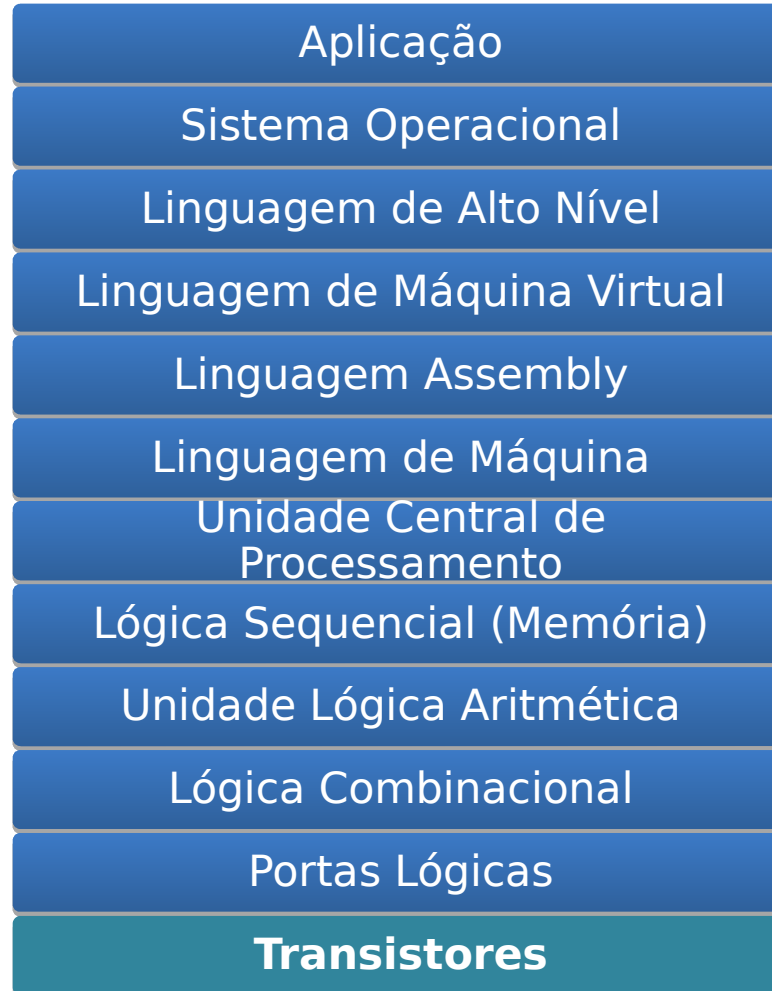 Aplicação
Sistema Operacional
Linguagem de Alto Nível
Linguagem de Máquina Virtual
Linguagem Assembly
Linguagem de Máquina
Unidade Central de
Processamento
Lógica Sequencial (Memória)
Unidade Lógica Aritmética
Lógica Combinacional
Portas Lógicas
Transistores